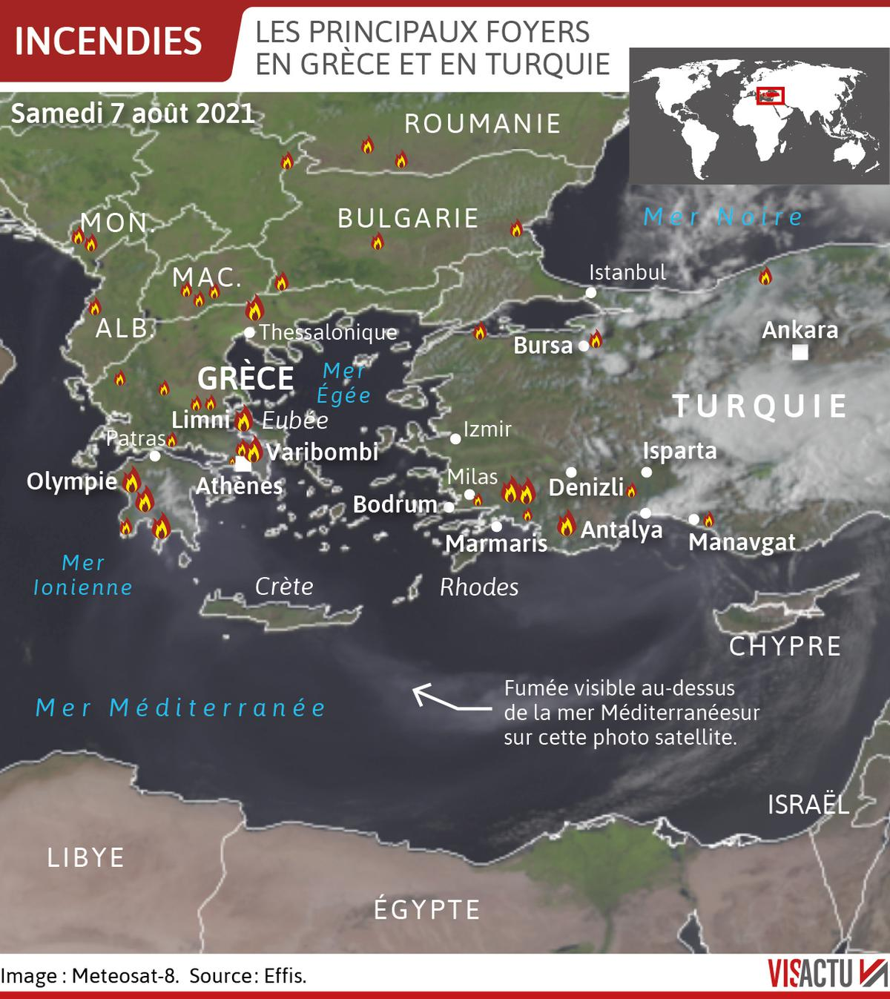 INCENDIES
LES PRINCIPAUX FOYERS
EN GRÈCE ET EN TURQUIE
Samedi 7 août 2021
ROUMANIE
MON.
BULGARIE
Mer Noire
MAC.
Istanbul
ALB.
Thessalonique
Bursa
Ankara
GRÈCE
Mer
Égée
TURQUIE
Limni
Eubée
Patras
Izmir
Varibombi
Isparta
Olympie
Athènes
Milas
Denizli
Bodrum
Marmaris
Antalya
Manavgat
Mer
Ionienne
Crète
Rhodes
CHYPRE
Mer Méditerranée
Fumée visible au-dessus
de la mer Méditerranéesur
sur cette photo satellite.
ISRAËL
LIBYE
ÉGYPTE
Image : Meteosat-8. Source : Effis.
VISACTU